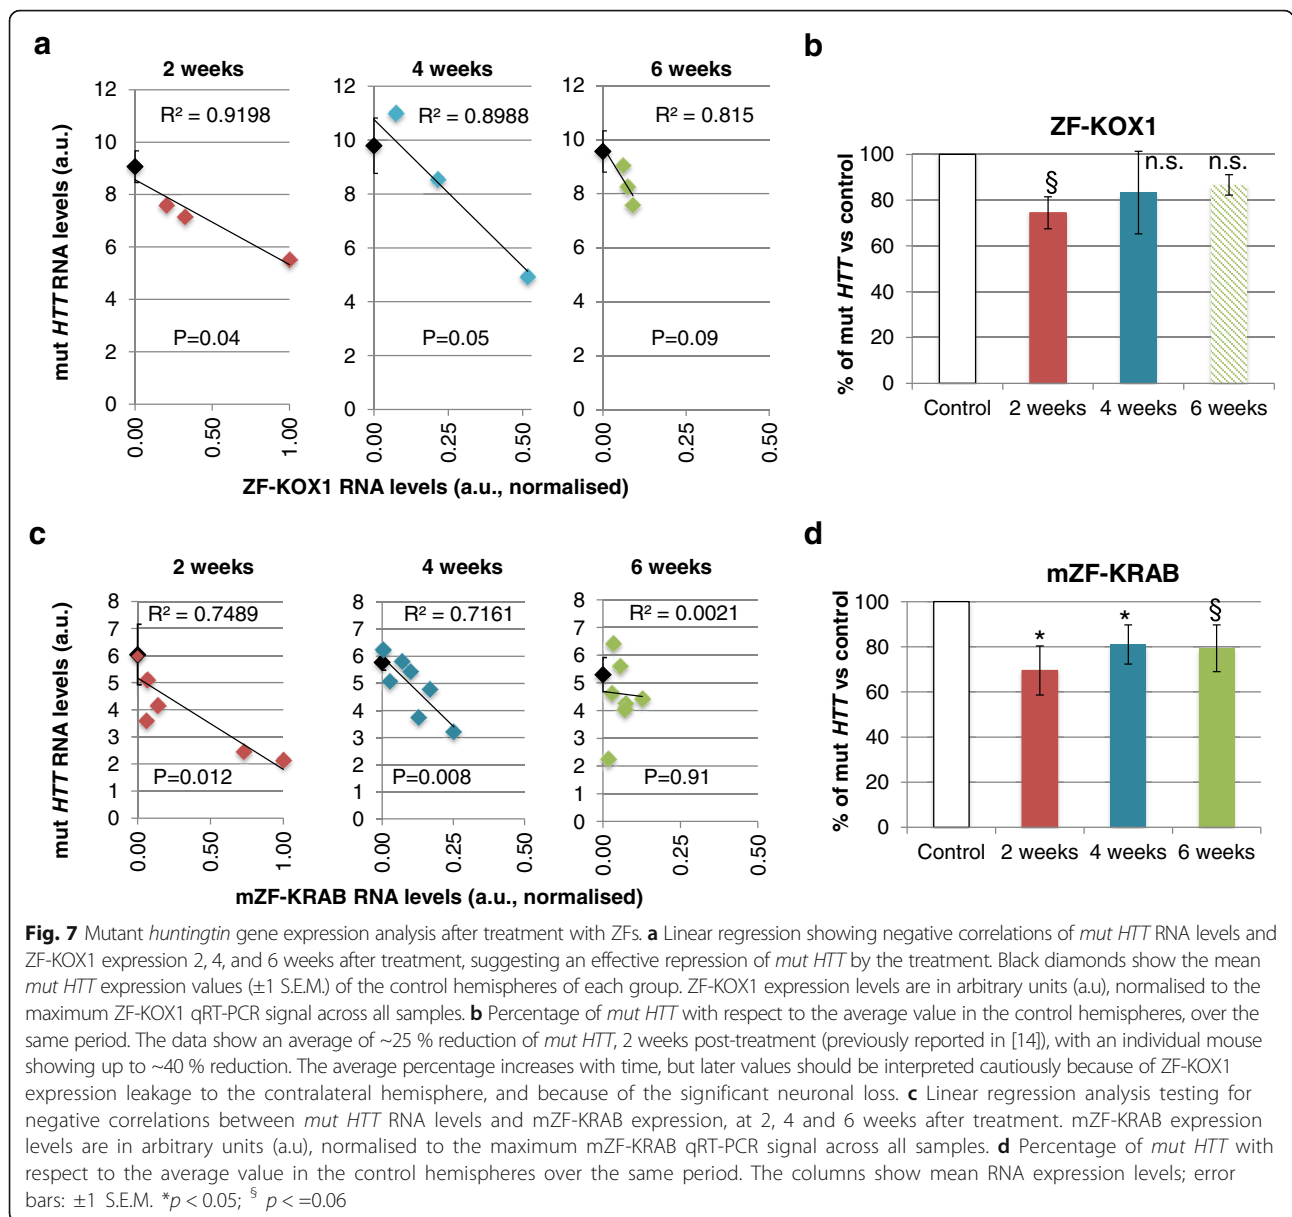 a
2 weeks
4 weeks
6 weeks
mut HTT RNA levels (a.u.)
12
10
8
6
4
2
0
R² = 0.9198
P=0.04
0.00
0.50
1.00
12
10
8
6
4
2
0
R² = 0.8988
P=0.05
0.00
0.25
0.50
12
10
8
6
4
2
0
R² = 0.815
P=0.09
0.00
0.25
0.50
ZF-KOX1 RNA levels (a.u., normalised)
b
ZF-KOX1
% of mut HTT vs control
100
80
60
40
20
0
§
n.s.
n.s.
Control
2 weeks
4 weeks
6 weeks
c
2 weeks
4 weeks
6 weeks
mut HTT RNA levels (a.u.)
8
7
6
5
4
3
2
1
0
R² = 0.7489
P=0.012
0.00
0.50
1.00
8
7
6
5
4
3
2
1
0
R² = 0.7161
P=0.008
0.00
0.25
0.50
8
7
6
5
4
3
2
1
0
R² = 0.0021
P=0.91
0.00
0.25
0.50
mZF-KRAB RNA levels (a.u., normalised)
d
mZF-KRAB
% of mut HTT vs control
100
80
60
40
20
0
*
*
§
Control
2 weeks
4 weeks
6 weeks
Fig. 7 Mutant huntingtin gene expression analysis after treatment with ZFs. a Linear regression showing negative correlations of mut HTT RNA levels and
ZF-KOX1 expression 2, 4, and 6 weeks after treatment, suggesting an effective repression of mut HTT by the treatment. Black diamonds show the mean
mut HTT expression values (±1 S.E.M.) of the control hemispheres of each group. ZF-KOX1 expression levels are in arbitrary units (a.u), normalised to the
maximum ZF-KOX1 qRT-PCR signal across all samples. b Percentage of mut HTT with respect to the average value in the control hemispheres, over the
same period. The data show an average of ~25 % reduction of mut HTT, 2 weeks post-treatment (previously reported in [14]), with an individual mouse
showing up to ~40 % reduction. The average percentage increases with time, but later values should be interpreted cautiously because of ZF-KOX1
expression leakage to the contralateral hemisphere, and because of the significant neuronal loss. c Linear regression analysis testing for
negative correlations between mut HTT RNA levels and mZF-KRAB expression, at 2, 4 and 6 weeks after treatment. mZF-KRAB expression
levels are in arbitrary units (a.u), normalised to the maximum mZF-KRAB qRT-PCR signal across all samples. d Percentage of mut HTT with
respect to the average value in the control hemispheres over the same period. The columns show mean RNA expression levels; error
bars: ±1 S.E.M. *p < 0.05; § p < =0.06